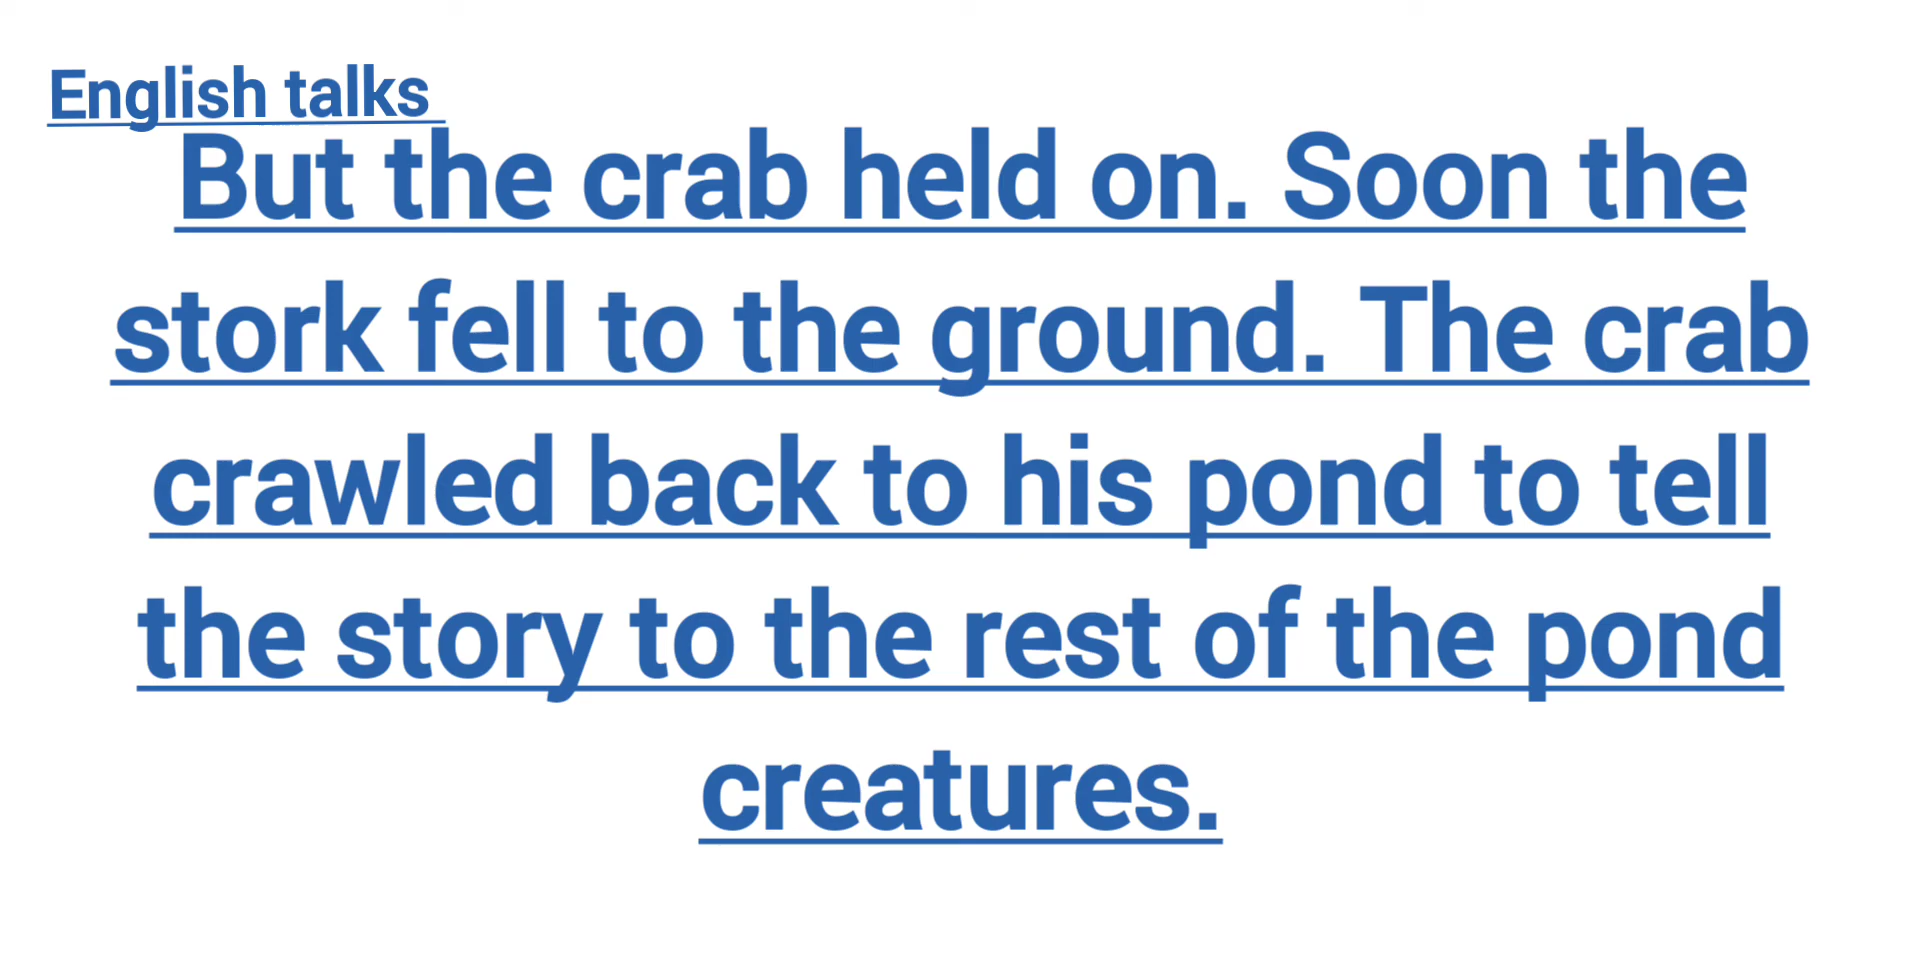 English talks
But the crab held on. Soon the
stork fell to the ground. The crab
crawled back to his pond to tell
the story to the rest of the pond
creatures.